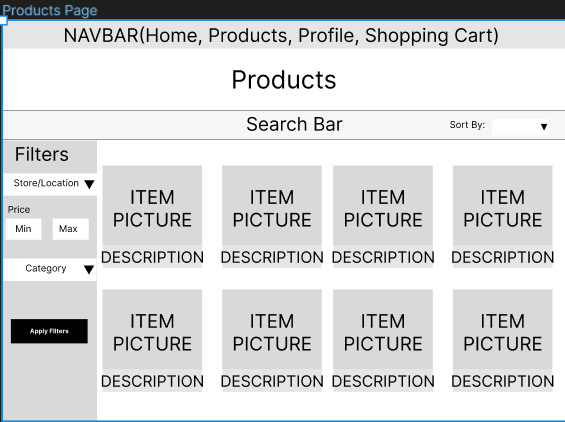 Products Page
NAVBAR(Home, Products, Profile, Shopping Cart)
Products
Search Bar
Sort By:
Filters
Store/Location
Price
Min
Max
Category
Apply Filters
ITEM
PICTURE
DESCRIPTION
ITEM
PICTURE
DESCRIPTION
ITEM
PICTURE
DESCRIPTION
ITEM
PICTURE
DESCRIPTION
ITEM
PICTURE
DESCRIPTION
ITEM
PICTURE
DESCRIPTION
ITEM
PICTURE
DESCRIPTION
ITEM
PICTURE
DESCRIPTION